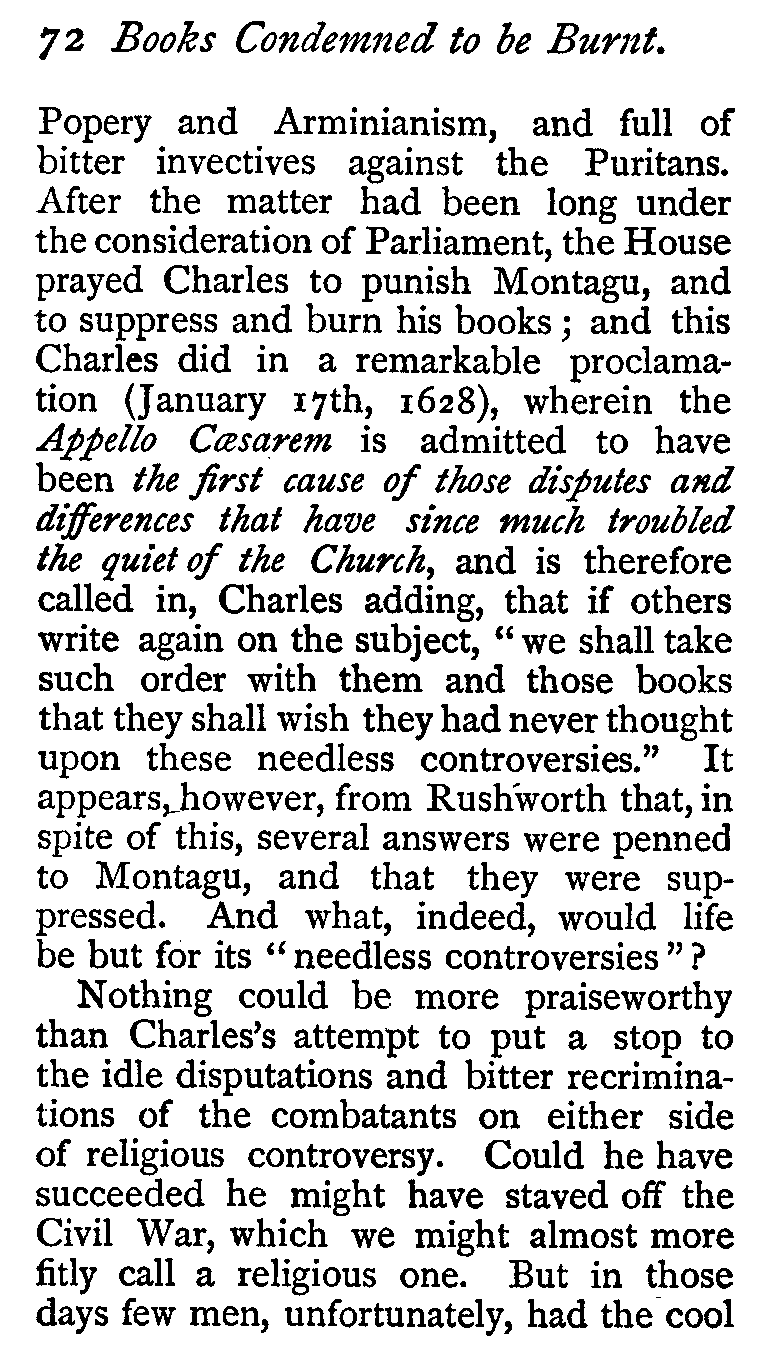 72 Books Condemned to be Burnt.
Popery and Arminianism, and full of
bitter invectives against the Puritans.
After the matter had been long under
the consideration of Parliament, the House
prayed Charles to punish Montagu, and
to suppress and burn his books ; and this
Charles did in a remarkable proclama-
tion (January 17th, 1628), wherein the
Appello Cæsarem is admitted to have
been the first cause of those disputes and
differences that have since much troubled
the quiet of the Church, and is therefore
called in, Charles adding, that if others
write again on the subject, “ we shall take
such order with them and those books
that they shall wish they had never thought
upon these needless controversies.” It
appears, however, from Rushworth that, in
spite of this, several answers were penned
to Montagu, and that they were sup-
pressed. And what, indeed, would life
be but for its “ needless controversies ” ?
Nothing could be more praiseworthy
than Charles’s attempt to put a stop to
the idle disputations and bitter recrimina-
tions of the combatants on either side
of religious controversy. Could he have
succeeded he might have staved off the
Civil War, which we might almost more
fitly call a religious one. But in those
days few men, unfortunately, had the cool